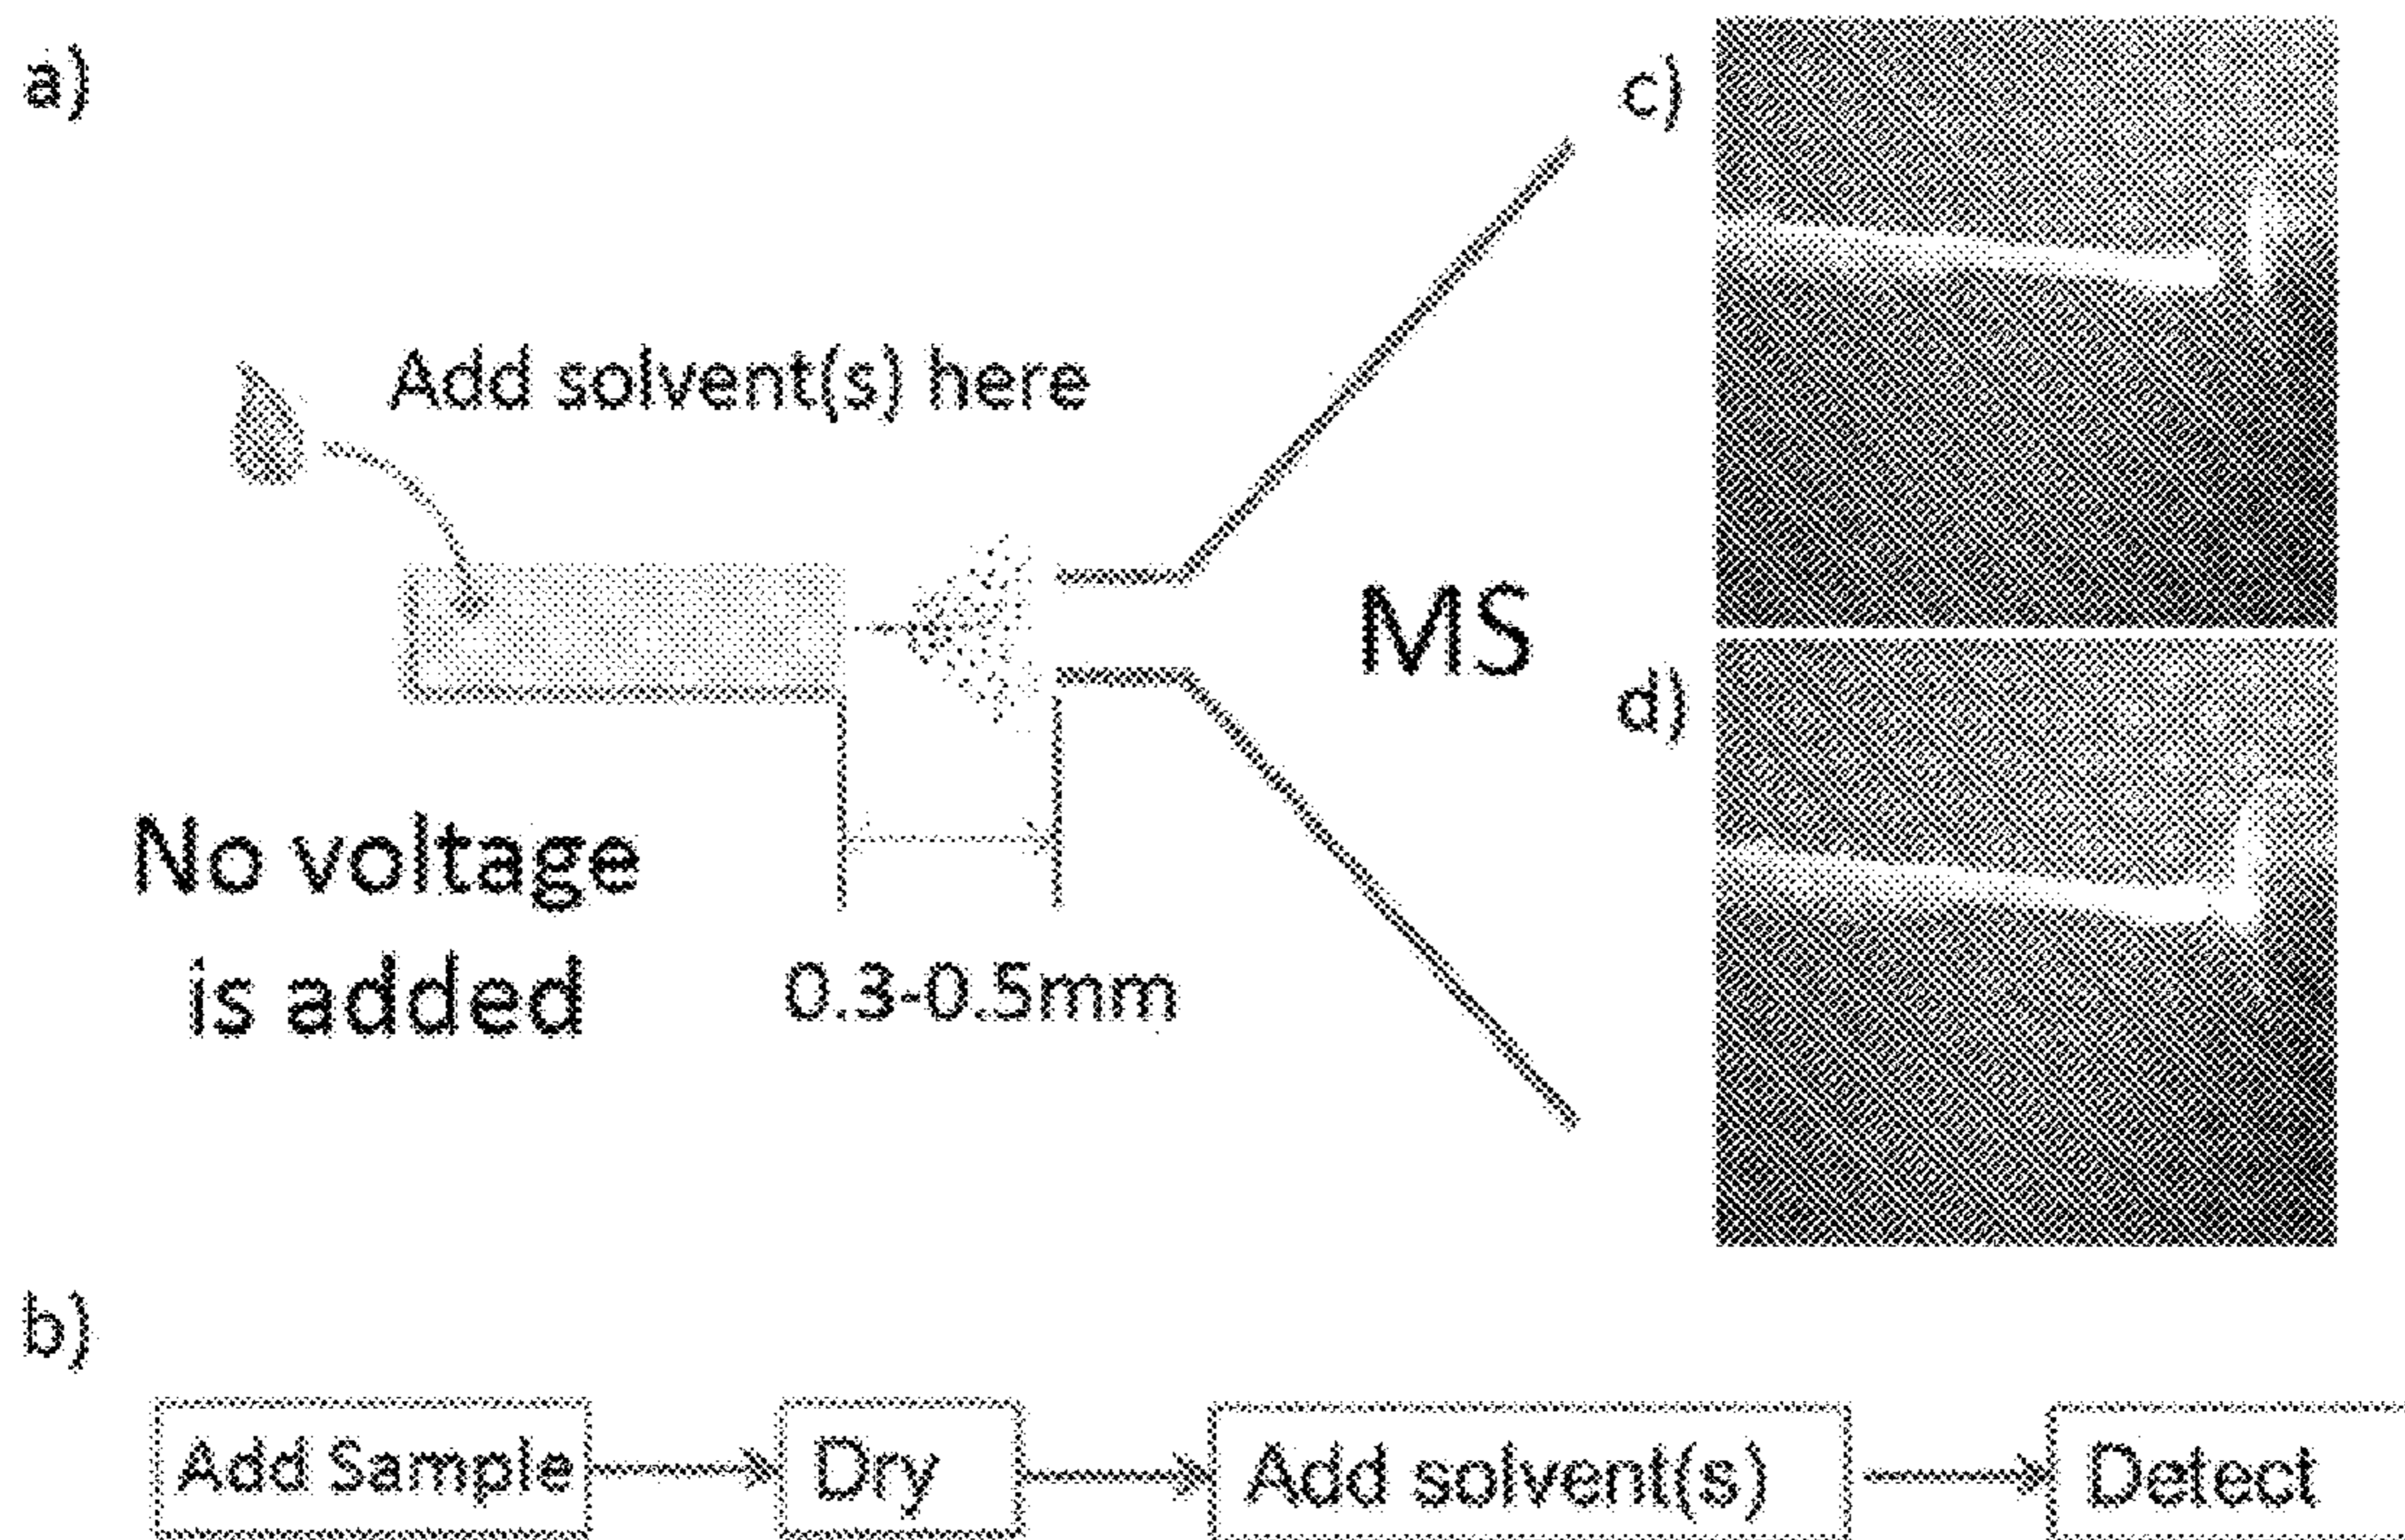 a)
c)
Add solvent(s) here
MS
d)
No voltage
is added
0.3-0.5mm
b)
Add Sample
Dry
Add solvent(s)
Detect